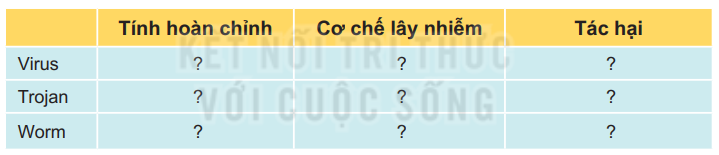 Tính hoàn chỉnh Cơ chế lây nhiễm Tác hại
Virus ? ? ?
Trojan ? ? ?
Worm ? ? ?
KẾT NỐI TRI THỨC
VỚI CUỘC SỐNG